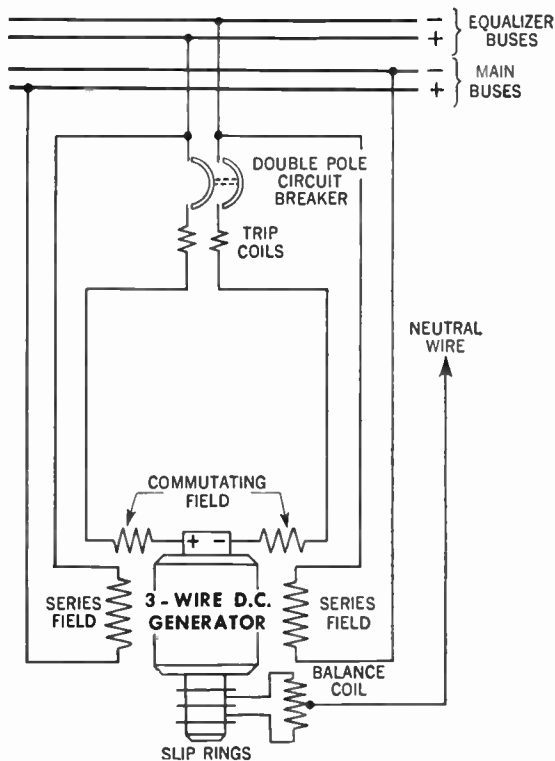 − EQUALIZER
+ BUSES
− MAIN
+ BUSES
DOUBLE POLE
CIRCUIT
BREAKER
TRIP
COILS
NEUTRAL
WIRE
COMMUTATING
FIELD
+ −
3-WIRE D.C.
GENERATOR
SERIES
FIELD
SERIES
FIELD
BALANCE
COIL
SLIP RINGS